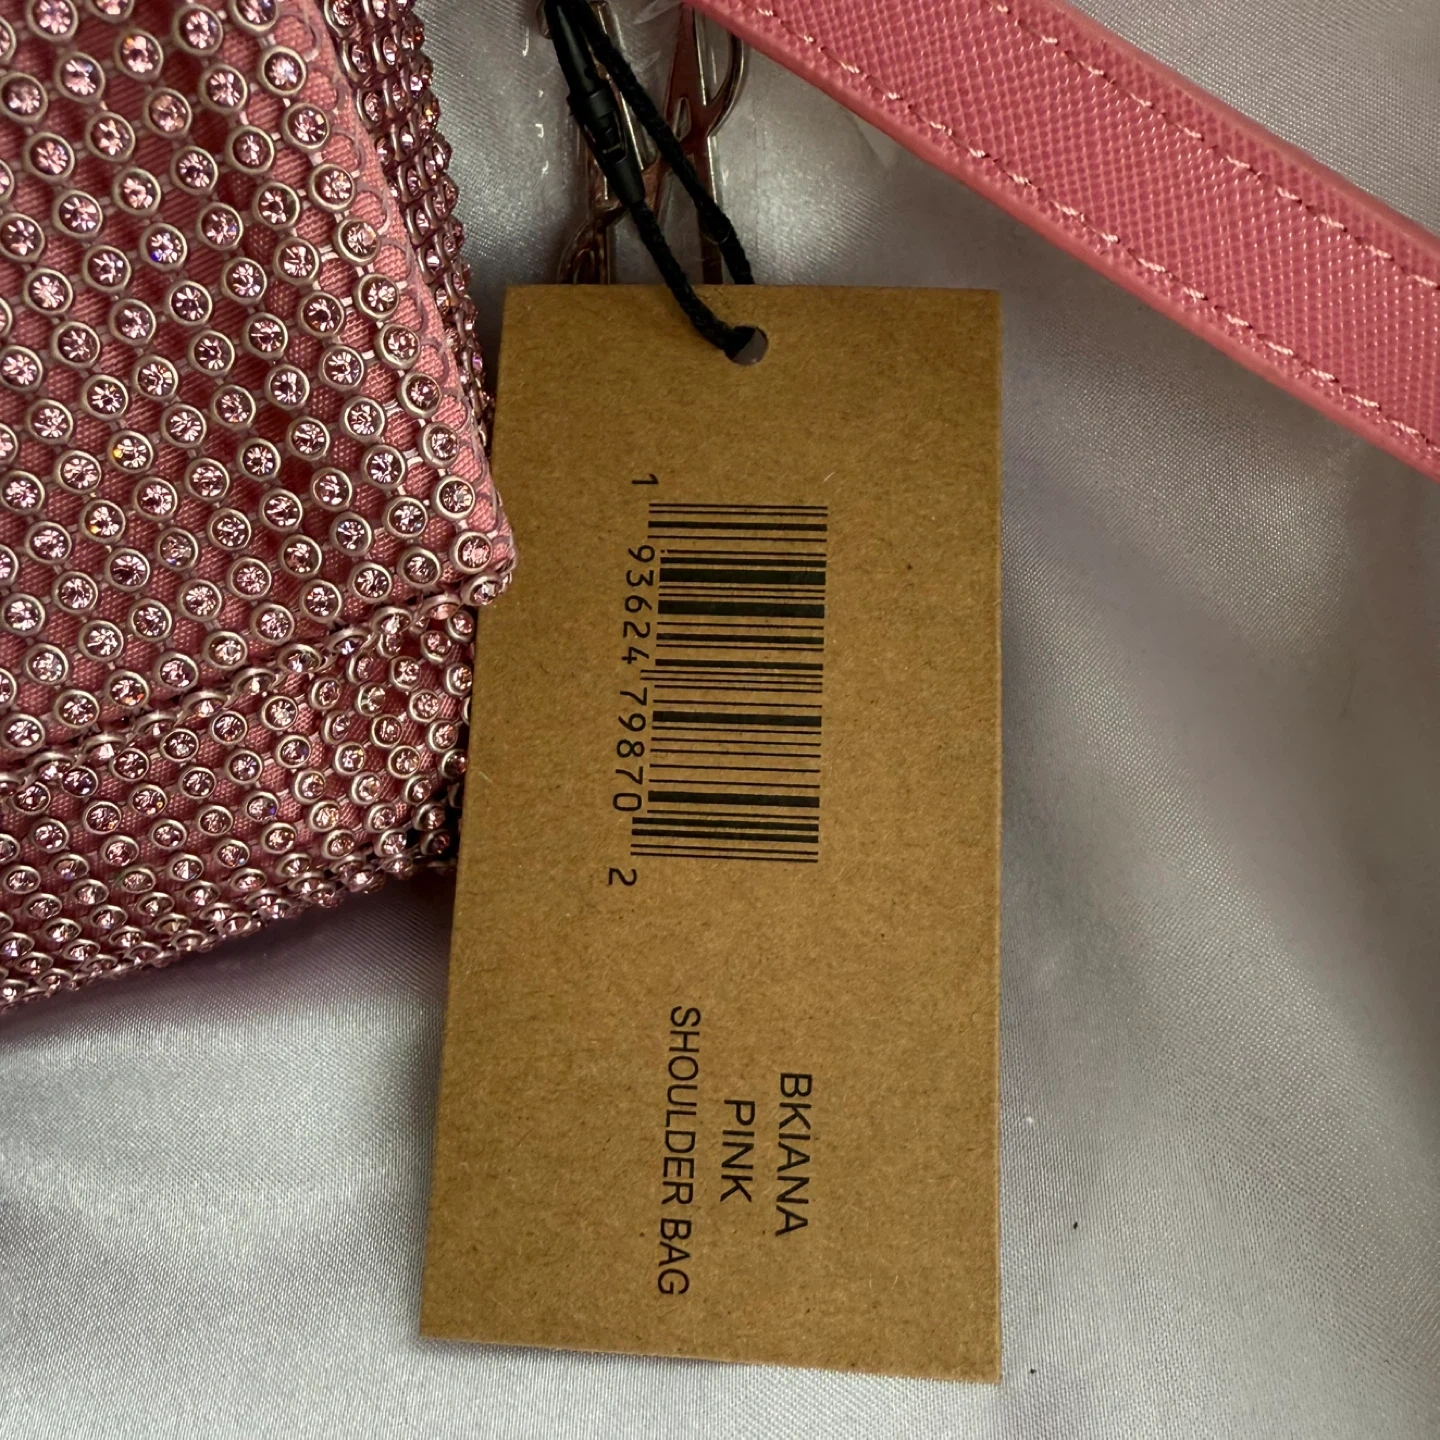 1 93624 79870 2
BKIANA
PINK
SHOULDER BAG